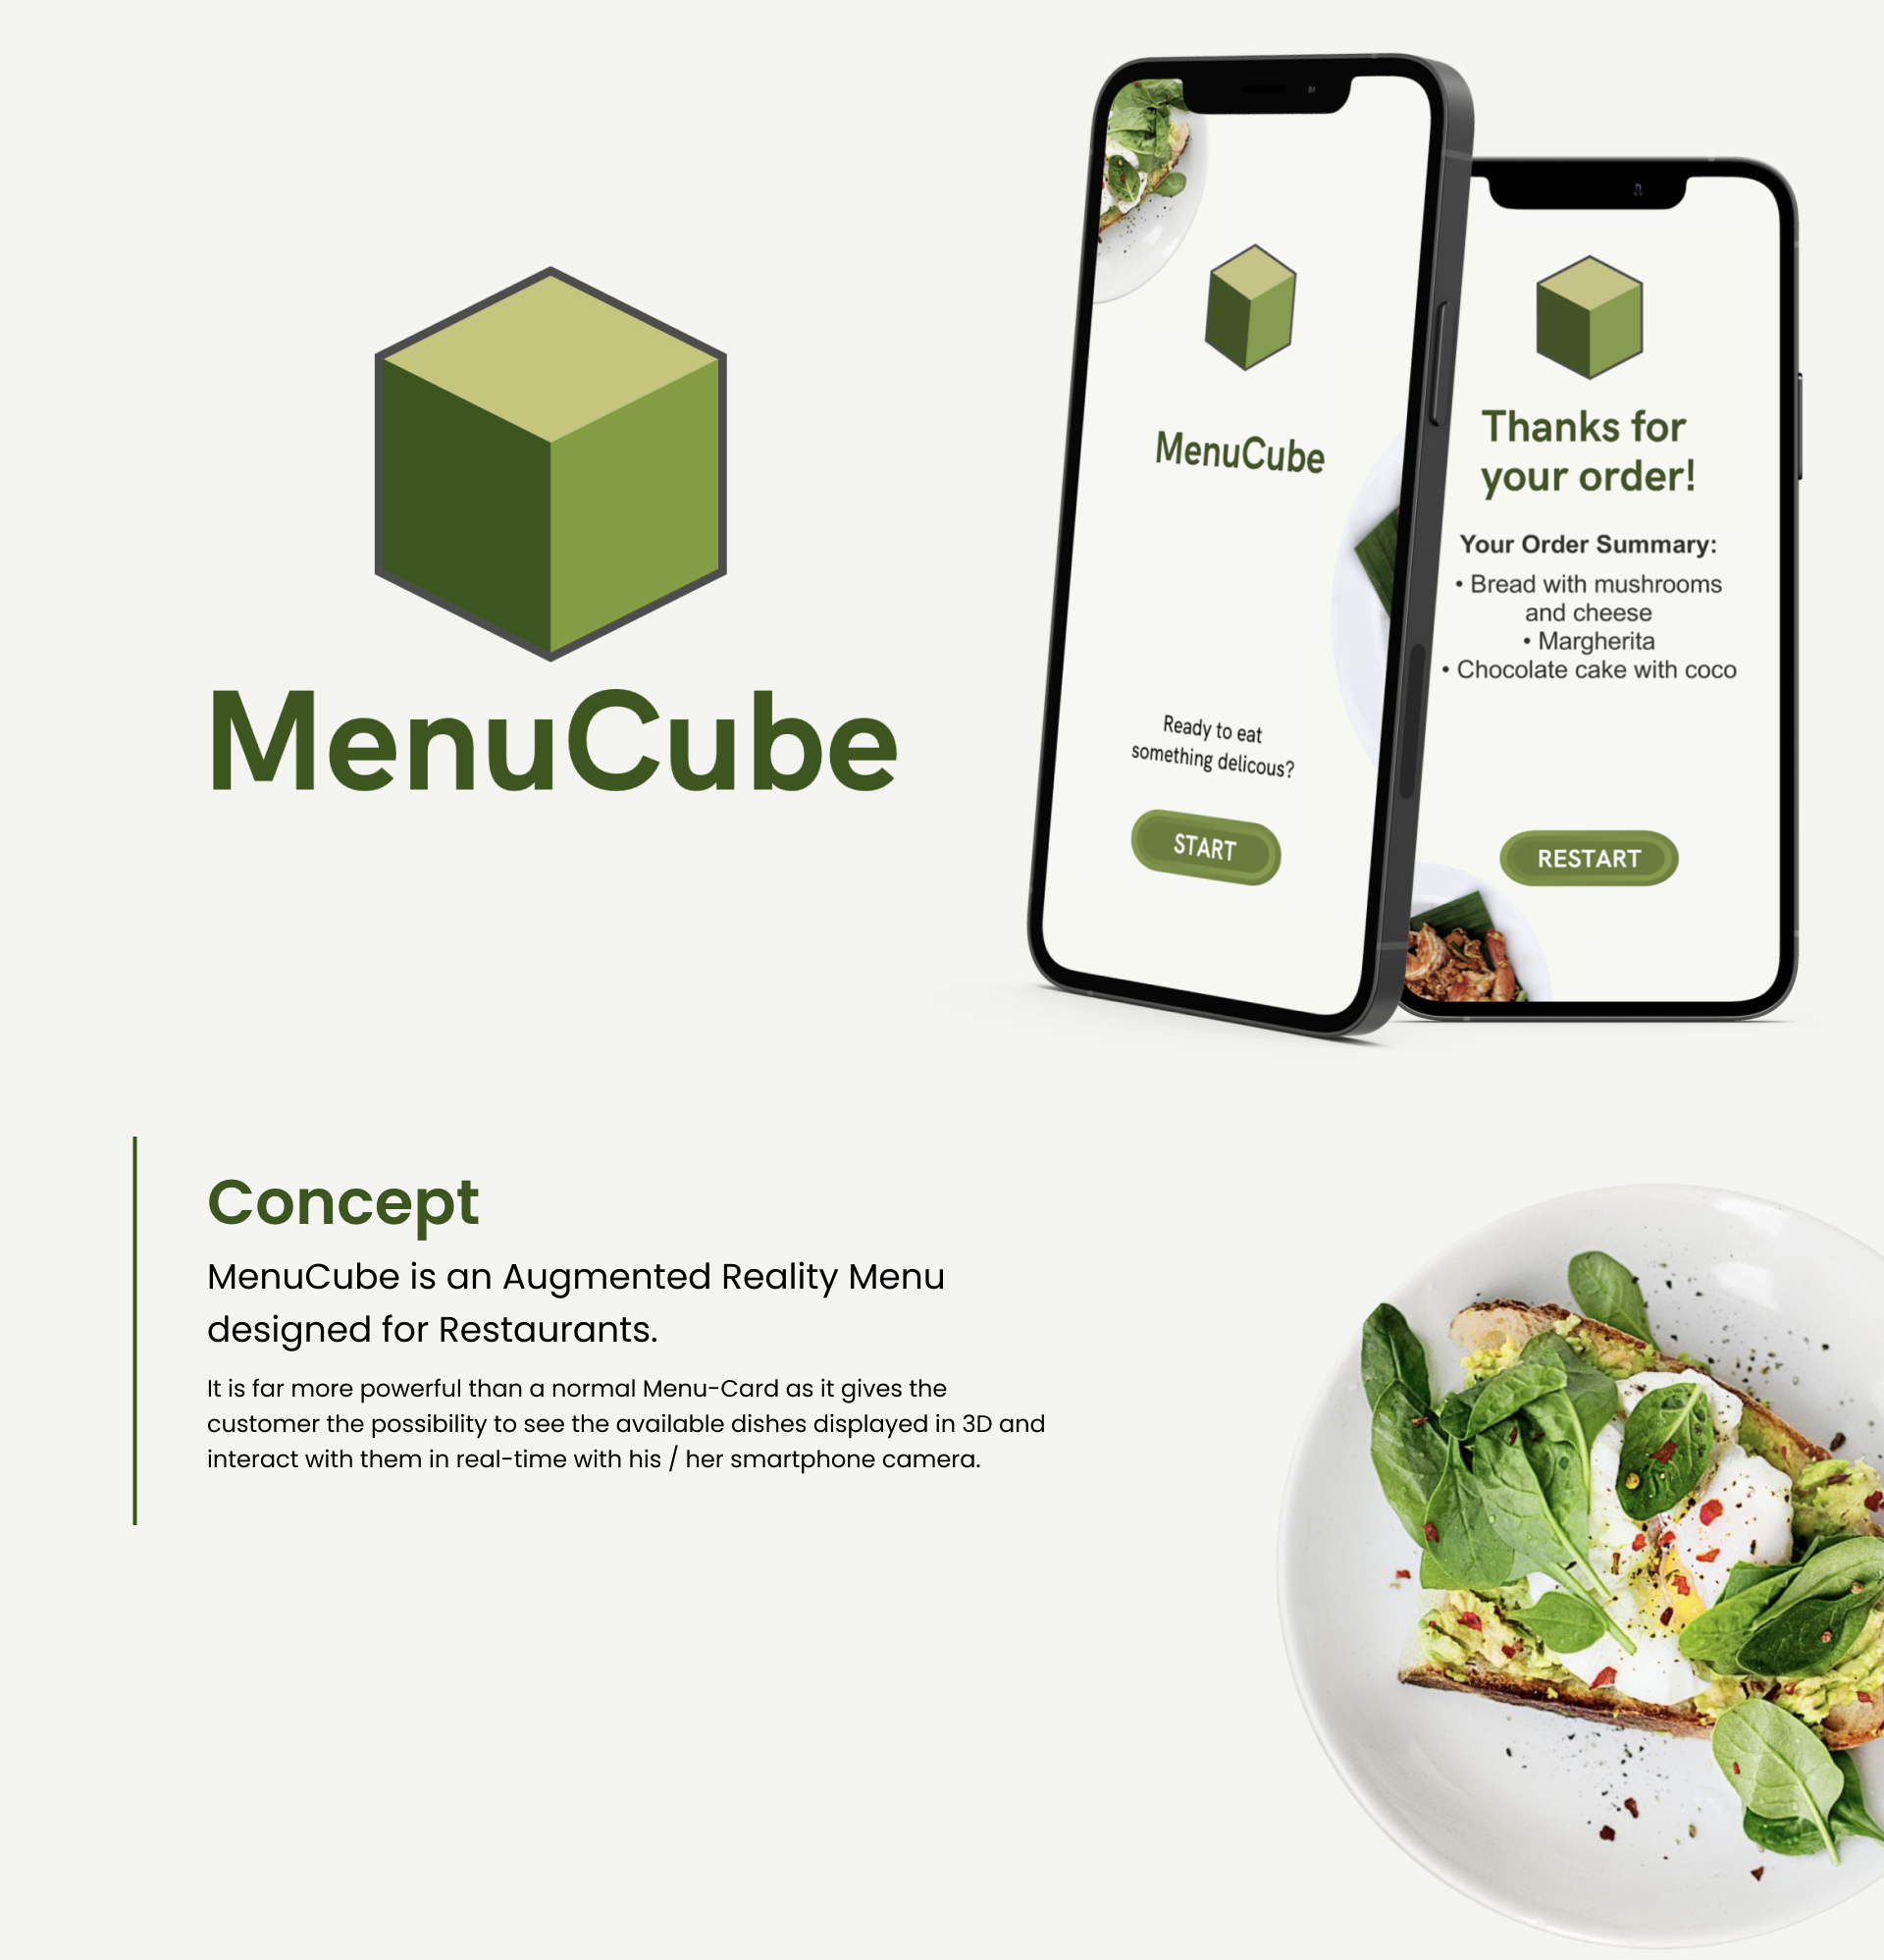 MenuCube
MenuCube
Ready to eat
something delicous?
START
Thanks for
your order!
Your Order Summary:
• Bread with mushrooms
and cheese
• Margherita
• Chocolate cake with coco
RESTART
Concept
MenuCube is an Augmented Reality Menu
designed for Restaurants.
It is far more powerful than a normal Menu-Card as it gives the
customer the possibility to see the available dishes displayed in 3D and
interact with them in real-time with his / her smartphone camera.